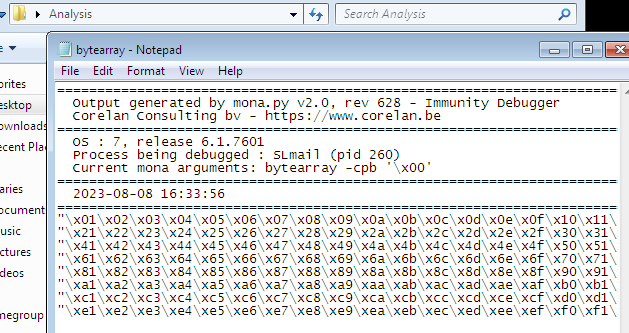 Analysis
Search Analysis
bytearray - Notepad
File Edit Format View Help
================================================================================
Output generated by mona.py v2.0, rev 628 - Immunity Debugger
Corelan Consulting bv - https://www.corelan.be
================================================================================
OS : 7, release 6.1.7601
Process being debugged : SLmail (pid 260)
Current mona arguments: bytearray -cpb '\x00'
================================================================================
2023-08-08 16:33:56
================================================================================
"\x01\x02\x03\x04\x05\x06\x07\x08\x09\x0a\x0b\x0c\x0d\x0e\x0f\x10\x11\
"\x21\x22\x23\x24\x25\x26\x27\x28\x29\x2a\x2b\x2c\x2d\x2e\x2f\x30\x31\
"\x41\x42\x43\x44\x45\x46\x47\x48\x49\x4a\x4b\x4c\x4d\x4e\x4f\x50\x51\
"\x61\x62\x63\x64\x65\x66\x67\x68\x69\x6a\x6b\x6c\x6d\x6e\x6f\x70\x71\
"\x81\x82\x83\x84\x85\x86\x87\x88\x89\x8a\x8b\x8c\x8d\x8e\x8f\x90\x91\
"\xa1\xa2\xa3\xa4\xa5\xa6\xa7\xa8\xa9\xaa\xab\xac\xad\xae\xaf\xb0\xb1\
"\xc1\xc2\xc3\xc4\xc5\xc6\xc7\xc8\xc9\xca\xcb\xcc\xcd\xce\xcf\xd0\xd1\
"\xe1\xe2\xe3\xe4\xe5\xe6\xe7\xe8\xe9\xea\xeb\xec\xed\xee\xef\xf0\xf1\
e
orites
esktop
ownloads
ecent Plac
aries
ocument
usic
ctures
deos
megroup